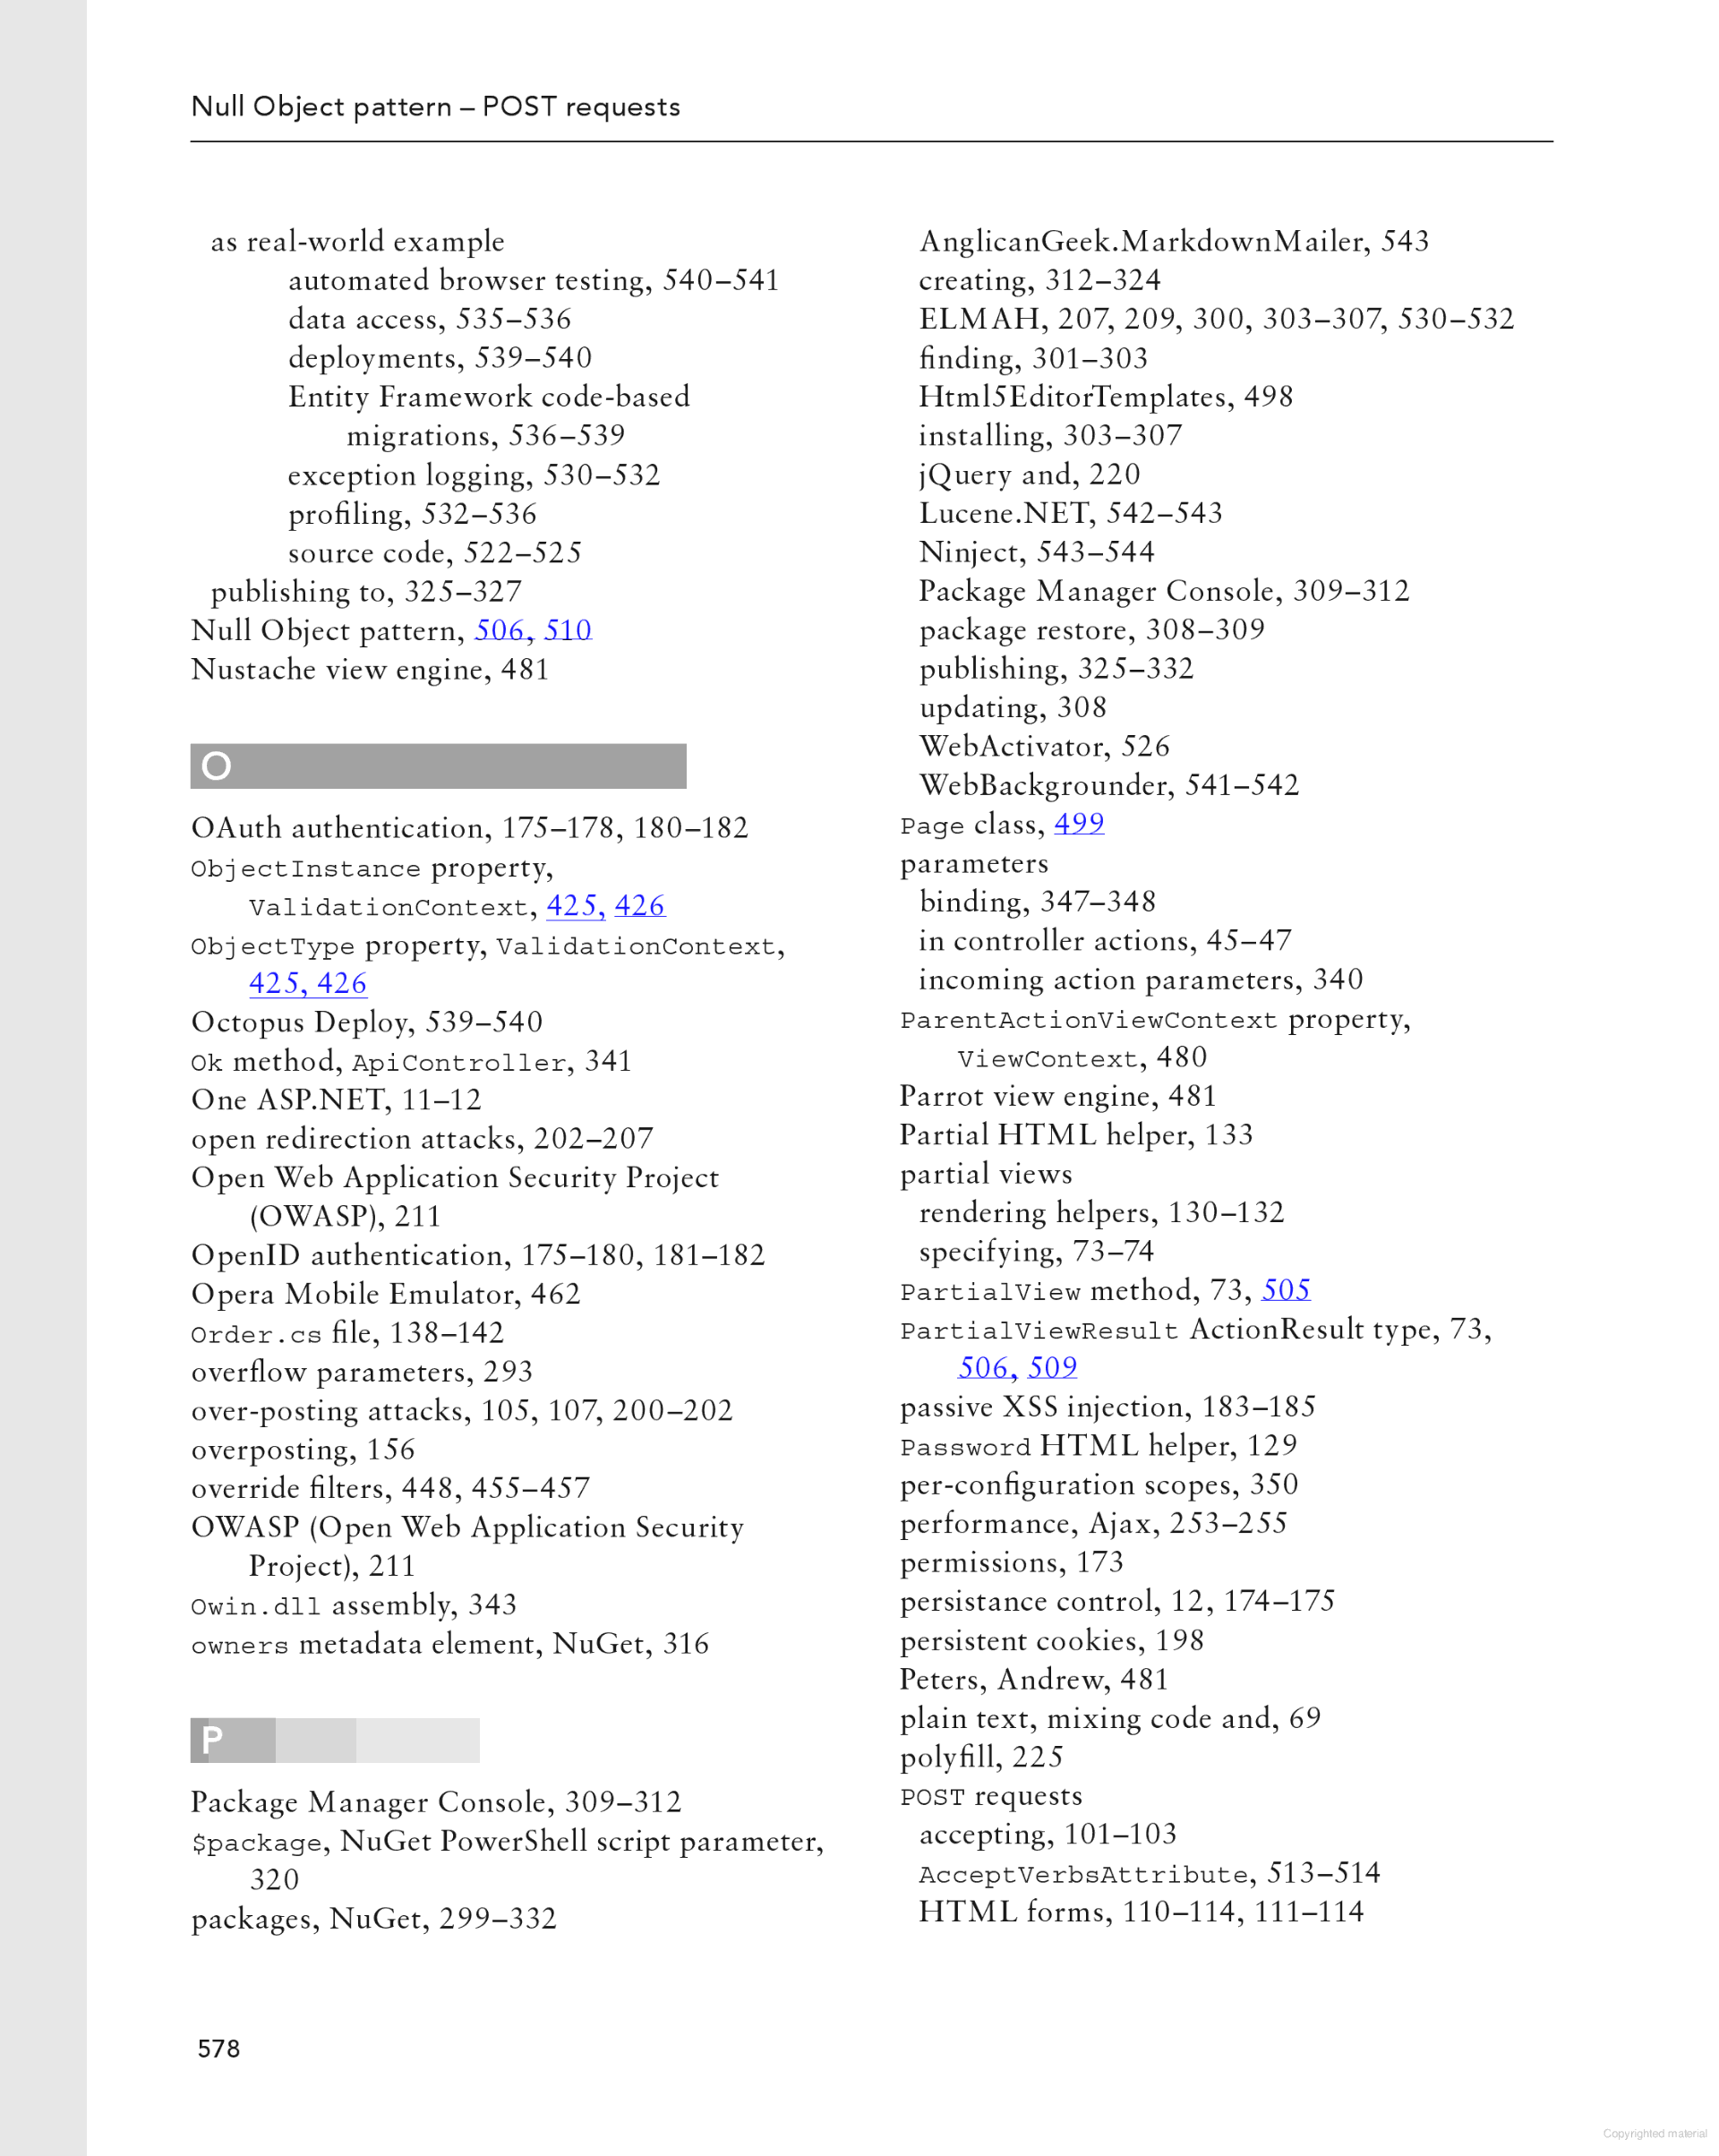 Null Object pattern – POST requests
as real-world example
automated browser testing, 540–541
data access, 535–536
deployments, 539–540
Entity Framework code-based
migrations, 536–539
exception logging, 530–532
profiling, 532–536
source code, 522–525
publishing to, 325–327
Null Object pattern, 506, 510
Nustache view engine, 481
O
OAuth authentication, 175–178, 180–182
ObjectInstance property,
ValidationContext, 425, 426
ObjectType property, ValidationContext,
425, 426
Octopus Deploy, 539–540
Ok method, ApiController, 341
One ASP.NET, 11–12
open redirection attacks, 202–207
Open Web Application Security Project
(OWASP), 211
OpenID authentication, 175–180, 181–182
Opera Mobile Emulator, 462
Order.cs file, 138–142
overflow parameters, 293
over-posting attacks, 105, 107, 200–202
overposting, 156
override filters, 448, 455–457
OWASP (Open Web Application Security
Project), 211
Owin.dll assembly, 343
owners metadata element, NuGet, 316
P
Package Manager Console, 309–312
$package, NuGet PowerShell script parameter,
320
packages, NuGet, 299–332
AnglicanGeek.MarkdownMailer, 543
creating, 312–324
ELMAH, 207, 209, 300, 303–307, 530–532
finding, 301–303
Html5EditorTemplates, 498
installing, 303–307
jQuery and, 220
Lucene.NET, 542–543
Ninject, 543–544
Package Manager Console, 309–312
package restore, 308–309
publishing, 325–332
updating, 308
WebActivator, 526
WebBackgrounder, 541–542
Page class, 499
parameters
binding, 347–348
in controller actions, 45–47
incoming action parameters, 340
ParentActionViewContext property,
ViewContext, 480
Parrot view engine, 481
Partial HTML helper, 133
partial views
rendering helpers, 130–132
specifying, 73–74
PartialView method, 73, 505
PartialViewResult ActionResult type, 73,
506, 509
passive XSS injection, 183–185
Password HTML helper, 129
per-configuration scopes, 350
performance, Ajax, 253–255
permissions, 173
persistance control, 12, 174–175
persistent cookies, 198
Peters, Andrew, 481
plain text, mixing code and, 69
polyfill, 225
POST requests
accepting, 101–103
AcceptVerbsAttribute, 513–514
HTML forms, 110–114, 111–114
578
Copyrighted material